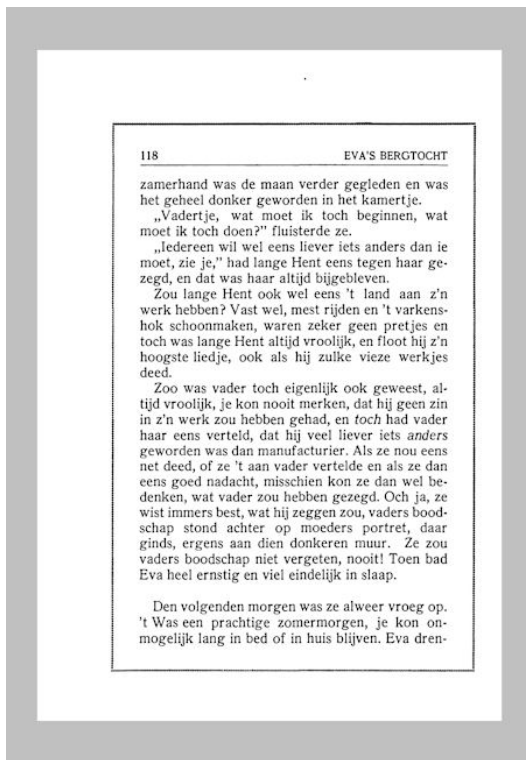 118 EVA'S BERGTOCHT
zamerhand was de maan verder gegleden en was
het geheel donker geworden in het kamertje.
„Vadertje, wat moet ik toch beginnen, wat
moet ik toch doen?" fluisterde ze.
„Iedereen wil wel eens liever iets anders dan ie
moet, zie je," had lange Hent eens tegen haar ge-
zegd, en dat was haar altijd bijgebleven.
Zou lange Hent ook wel eens 't land aan z'n
werk hebben? Vast wel, mest rijden en 't varkens-
hok schoonmaken, waren zeker geen pretjes en
toch was lange Hent altijd vroolijk, en floot hij z'n
hoogste liedje, ook als hij zulke vieze werkjes
deed.
Zoo was vader toch eigenlijk ook geweest, al-
tijd vroolijk, je kon nooit merken, dat hij geen zin
in z'n werk zou hebben gehad, en toch had vader
haar eens verteld, dat hij veel liever iets anders
geworden was dan manufacturier. Als ze nou eens
net deed, of ze 't aan vader vertelde en als ze dan
eens goed nadacht, misschien kon ze dan wel be-
denken, wat vader zou hebben gezegd. Och ja, ze
wist immers best, wat hij zeggen zou, vaders bood-
schap stond achter op moeders portret, daar
ginds, ergens aan dien donkeren muur. Ze zou
vaders boodschap niet vergeten, nooit! Toen bad
Eva heel ernstig en viel eindelijk in slaap.
Den volgenden morgen was ze alweer vroeg op.
't Was een prachtige zomermorgen, je kon on-
mogelijk lang in bed of in huis blijven. Eva dren-